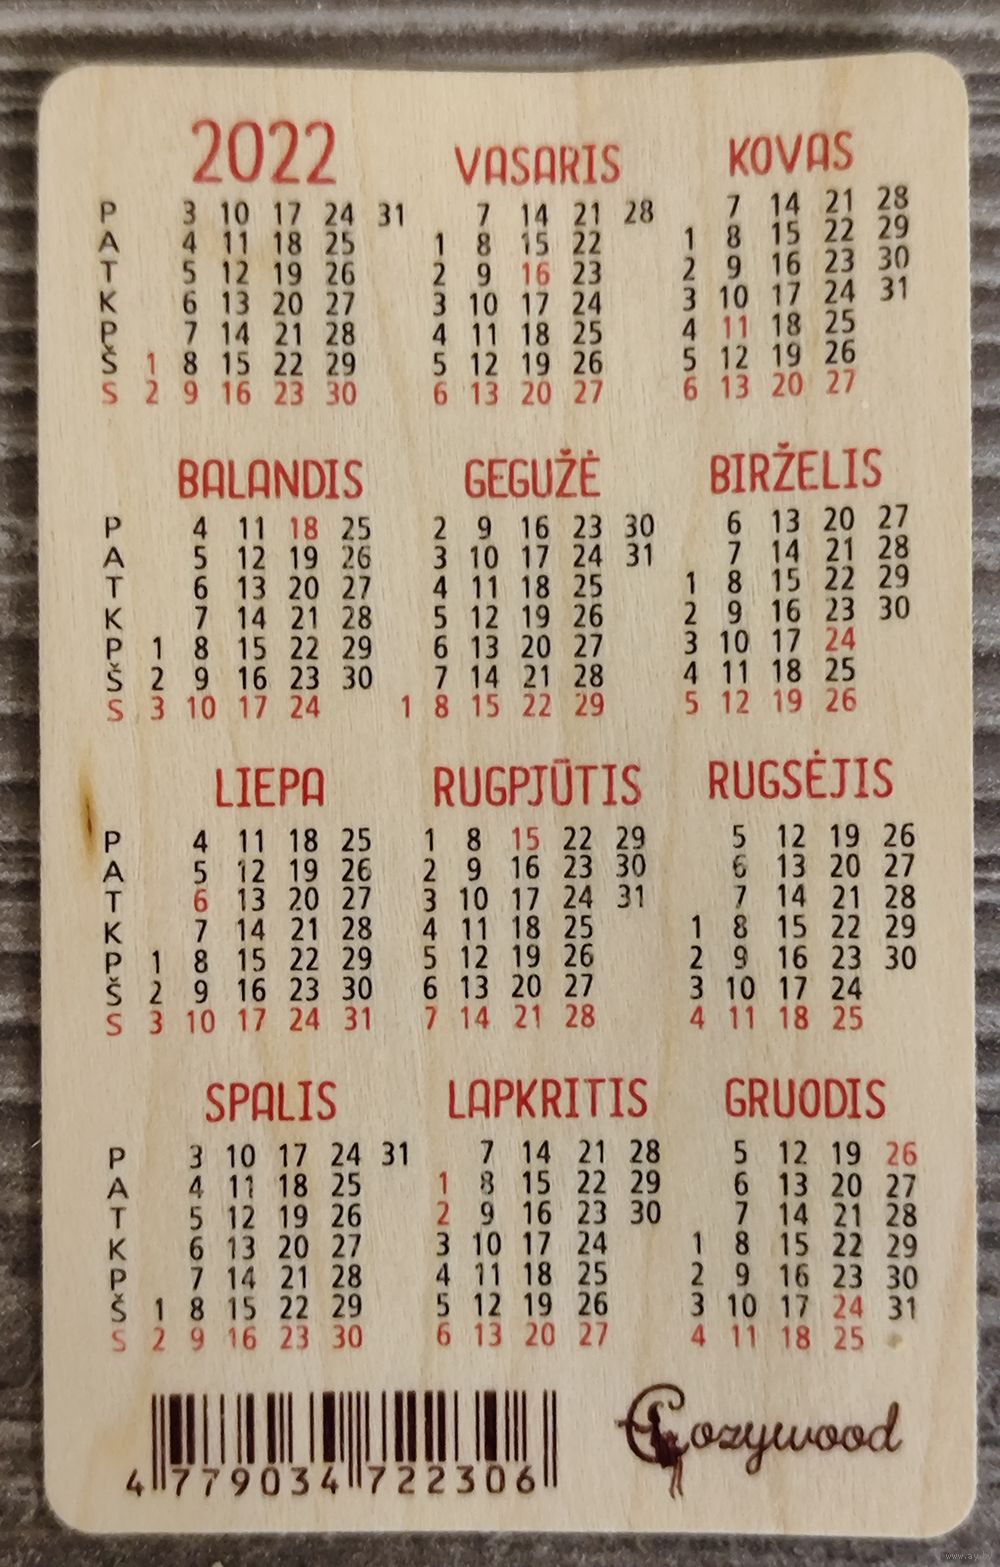 2022 VASARIS KOVAS
P 3 10 17 24 31 7 14 21 28 7 14 21 28
A 4 11 18 25 1 8 15 22 1 8 15 22 29
T 5 12 19 26 2 9 16 23 2 9 16 23 30
K 6 13 20 27 3 10 17 24 3 10 17 24 31
P 7 14 21 28 4 11 18 25 4 11 18 25
Š 1 8 15 22 29 5 12 19 26 5 12 19 26
S 2 9 16 23 30 6 13 20 27 6 13 20 27
BALANDIS GEGUŽĖ BIRŽELIS
P 4 11 18 25 2 9 16 23 30 6 13 20 27
A 5 12 19 26 3 10 17 24 31 7 14 21 28
T 6 13 20 27 4 11 18 25 1 8 15 22 29
K 7 14 21 28 5 12 19 26 2 9 16 23 30
P 1 8 15 22 29 6 13 20 27 3 10 17 24
Š 2 9 16 23 30 7 14 21 28 4 11 18 25
S 3 10 17 24 1 8 15 22 29 5 12 19 26
LIEPA RUGPJŪTIS RUGSĖJIS
P 4 11 18 25 1 8 15 22 29 5 12 19 26
A 5 12 19 26 2 9 16 23 30 6 13 20 27
T 6 13 20 27 3 10 17 24 31 7 14 21 28
K 7 14 21 28 4 11 18 25 1 8 15 22 29
P 1 8 15 22 29 5 12 19 26 2 9 16 23 30
Š 2 9 16 23 30 6 13 20 27 3 10 17 24
S 3 10 17 24 31 7 14 21 28 4 11 18 25
SPALIS LAPKRITIS GRUODIS
P 3 10 17 24 31 7 14 21 28 5 12 19 26
A 4 11 18 25 1 8 15 22 29 6 13 20 27
T 5 12 19 26 2 9 16 23 30 7 14 21 28
K 6 13 20 27 3 10 17 24 1 8 15 22 29
P 7 14 21 28 4 11 18 25 2 9 16 23 30
Š 1 8 15 22 29 5 12 19 26 3 10 17 24 31
S 2 9 16 23 30 6 13 20 27 4 11 18 25
Cozywood
4 779034 722306